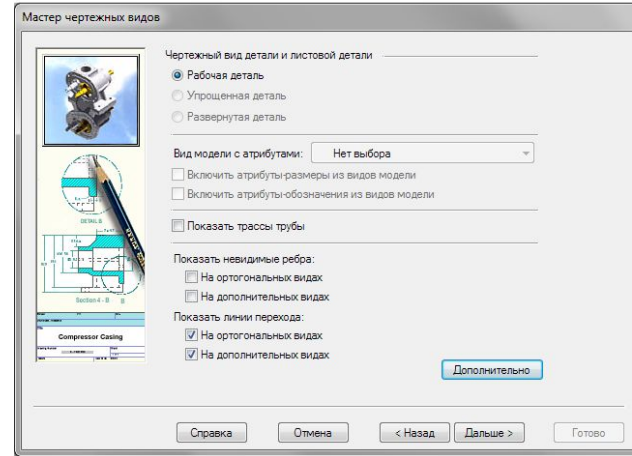 Мастер чертежных видов
Чертежный вид детали и листовой детали
Рабочая деталь
Упрощенная деталь
Развернутая деталь
Вид модели с атрибутами: Нет выбора
Включить атрибуты-размеры из видов модели
Включить атрибуты-обозначения из видов модели
Показать трассы трубы
Показать невидимые ребра:
На ортогональных видах
На дополнительных видах
Показать линии перехода:
На ортогональных видах
На дополнительных видах
Дополнительно
DETAIL B
Section 4 - B B
Compressor Casing
Справка Отмена < Назад Дальше > Готово